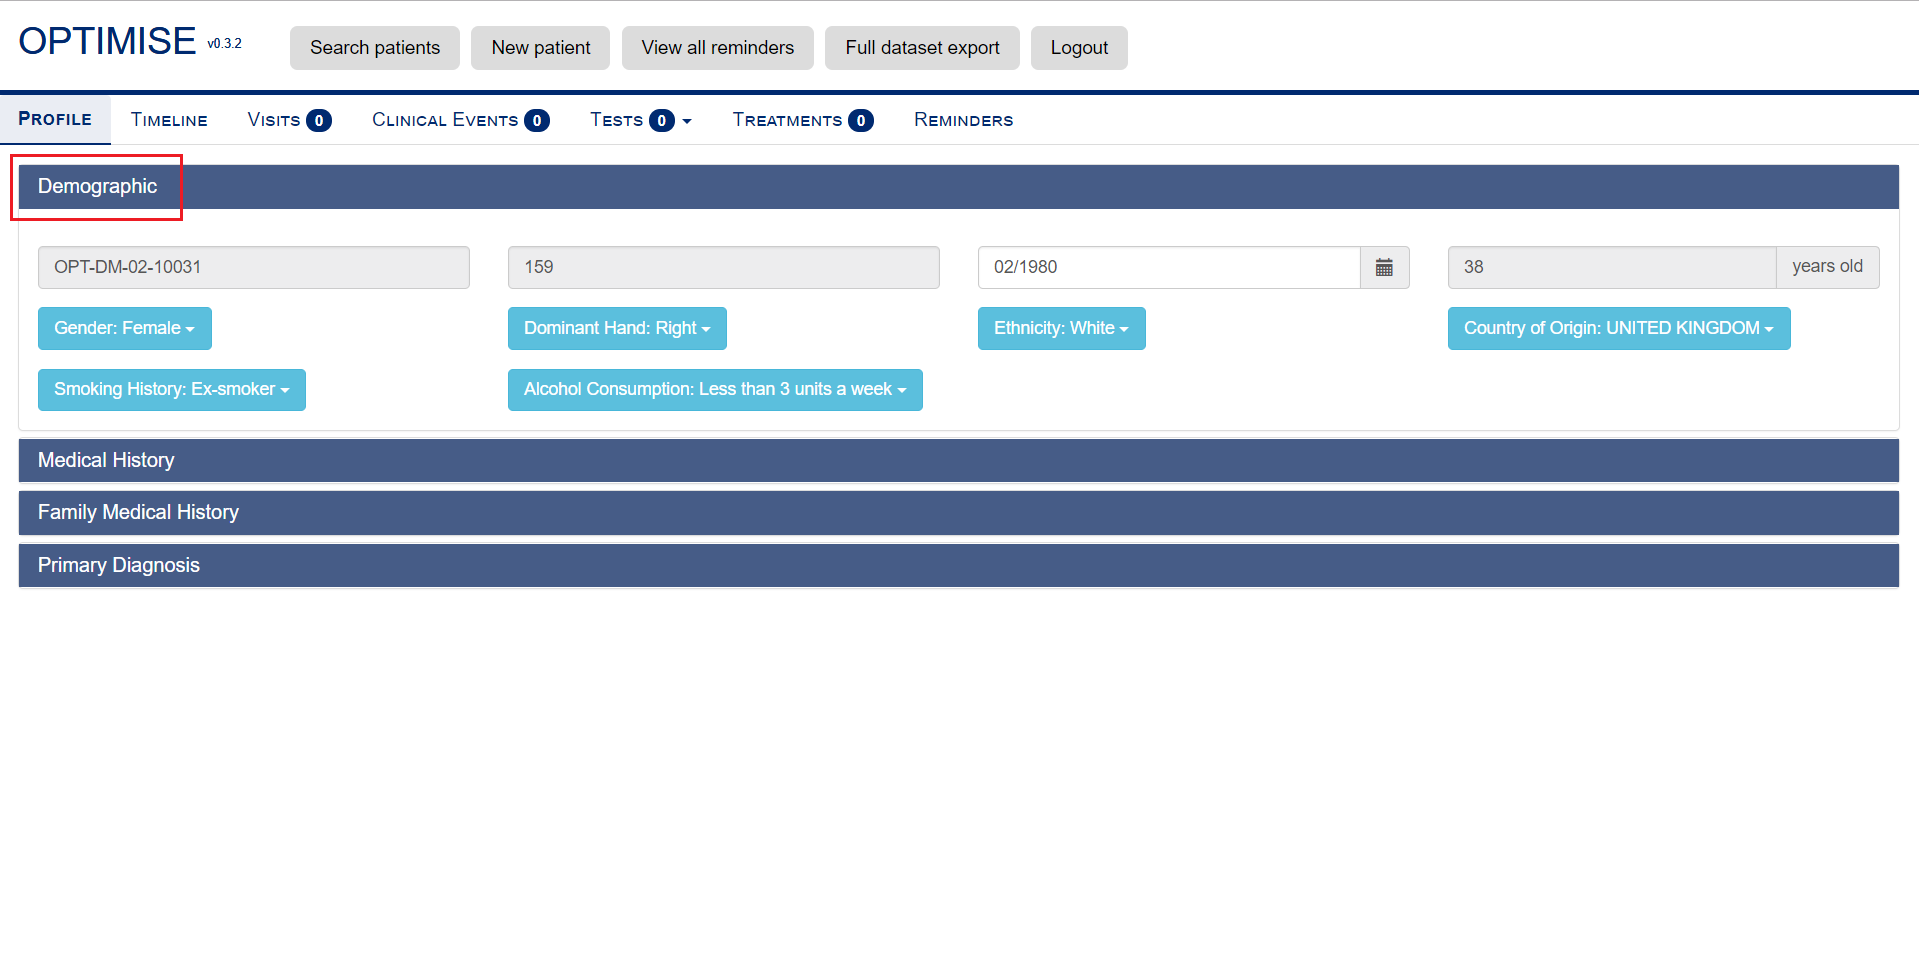 OPTIMISE v0.3.2 Search patients New patient View all reminders Full dataset export Logout
PROFILE TIMELINE VISITS 0 CLINICAL EVENTS 0 TESTS 0 TREATMENTS 0 REMINDERS
Demographic
OPT-DM-02-10031 159 02/1980 38 years old
Gender: Female Dominant Hand: Right Ethnicity: White Country of Origin: UNITED KINGDOM
Smoking History: Ex-smoker Alcohol Consumption: Less than 3 units a week
Medical History
Family Medical History
Primary Diagnosis